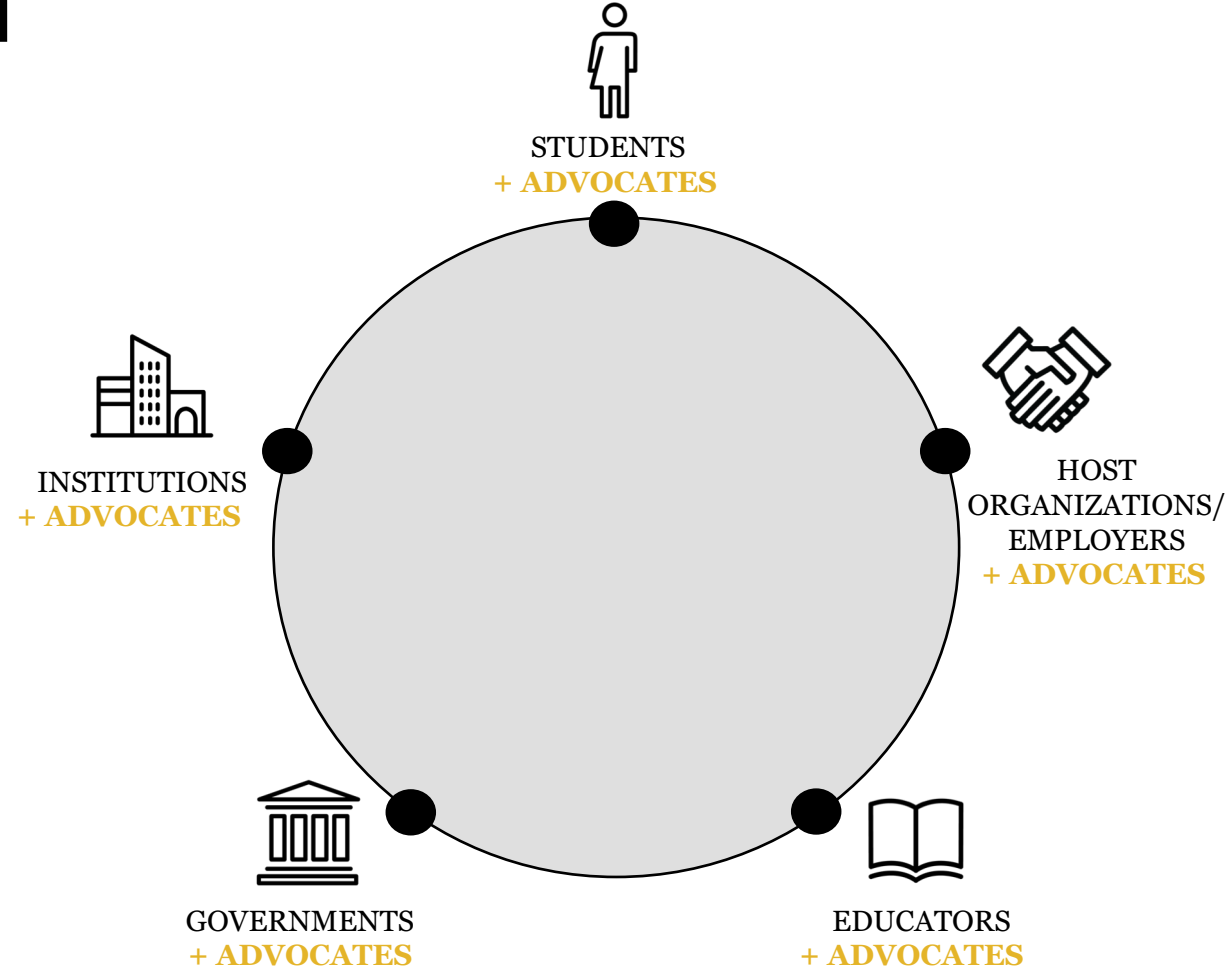 STUDENTS
+ ADVOCATES
INSTITUTIONS
+ ADVOCATES
HOST
ORGANIZATIONS/
EMPLOYERS
+ ADVOCATES
GOVERNMENTS
+ ADVOCATES
EDUCATORS
+ ADVOCATES